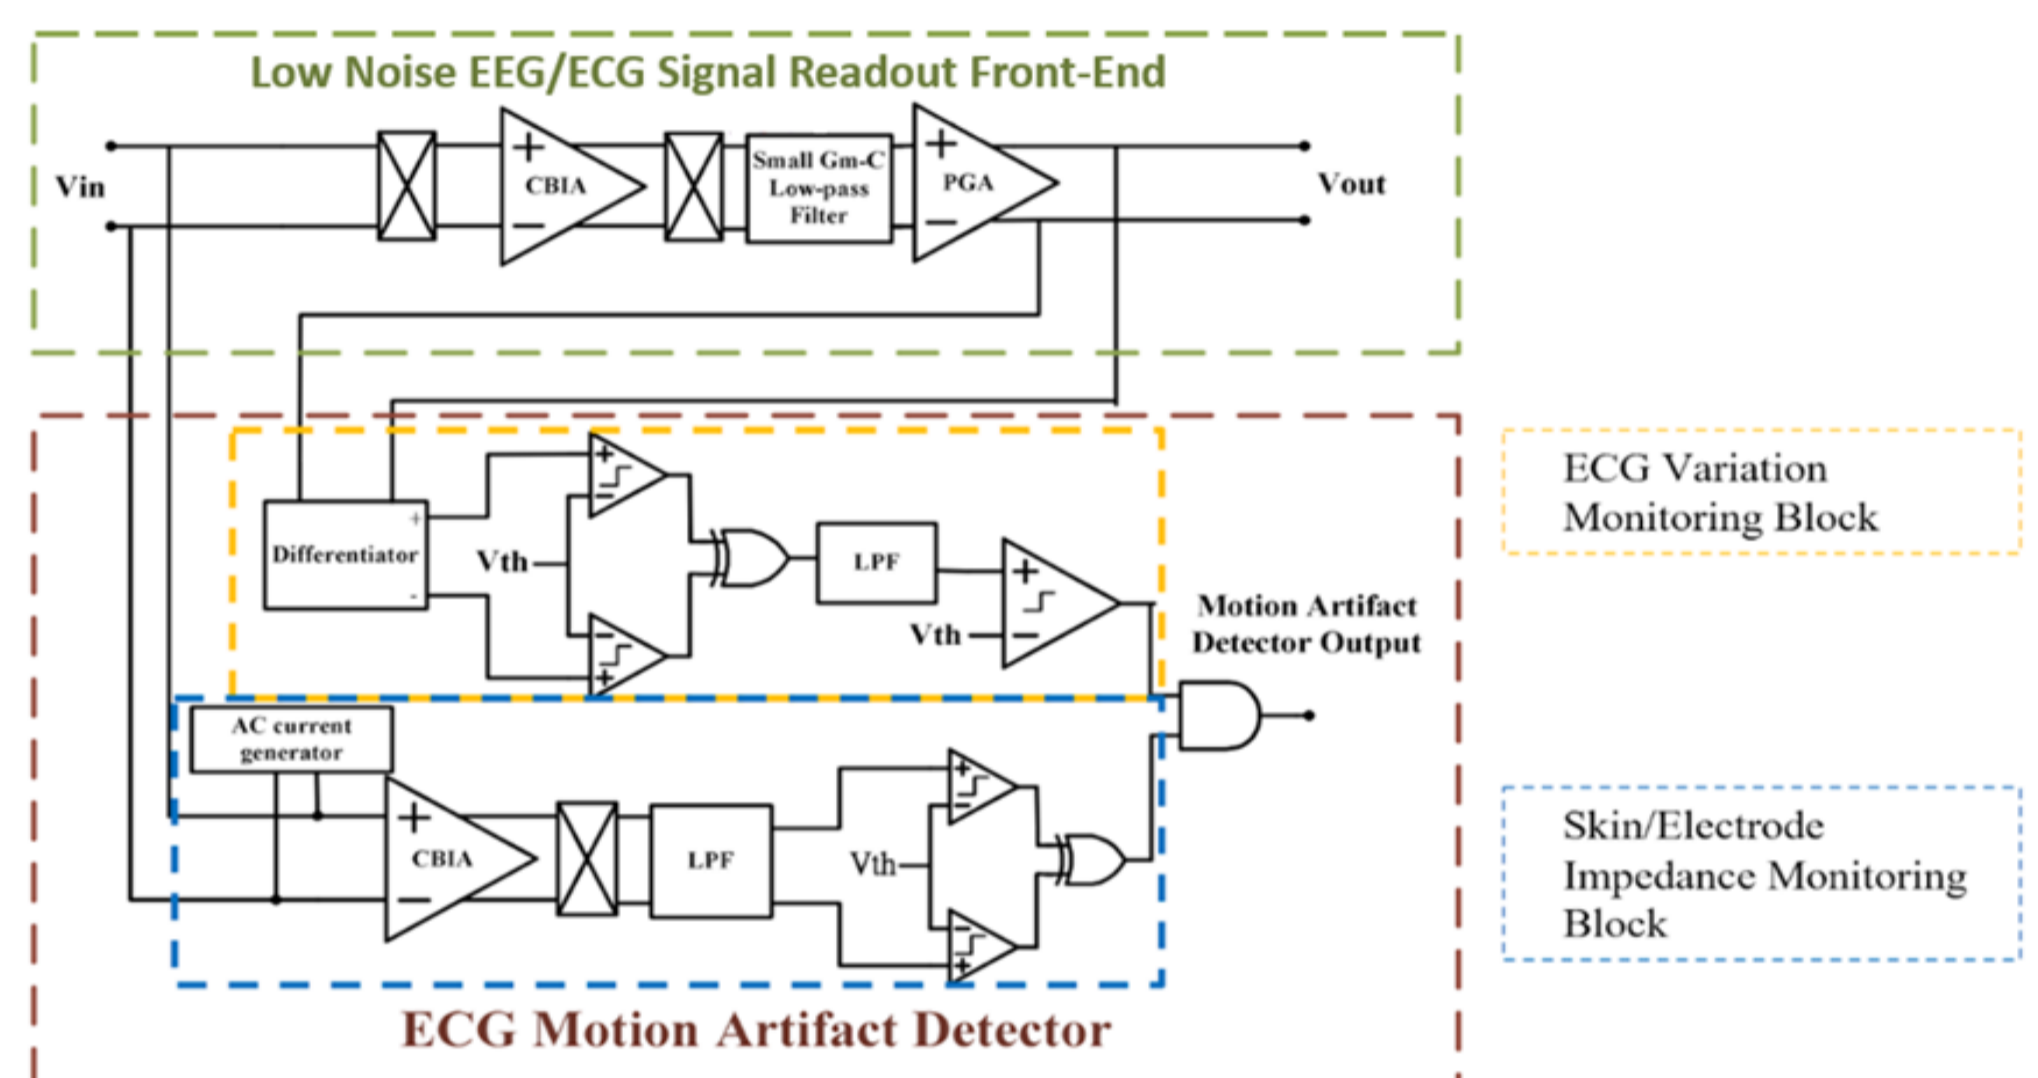 Low Noise EEG/ECG Signal Readout Front-End
Vin
+
CBIA
−
Small Gm-C
Low-pass
Filter
+
PGA
−
Vout
Differentiator
+
-
+
−
Vth
−
+
LPF
+
Vth
−
Motion Artifact
Detector Output
ECG Variation
Monitoring Block
AC current
generator
+
CBIA
−
LPF
+
−
Vth
−
+
Skin/Electrode
Impedance Monitoring
Block
ECG Motion Artifact Detector